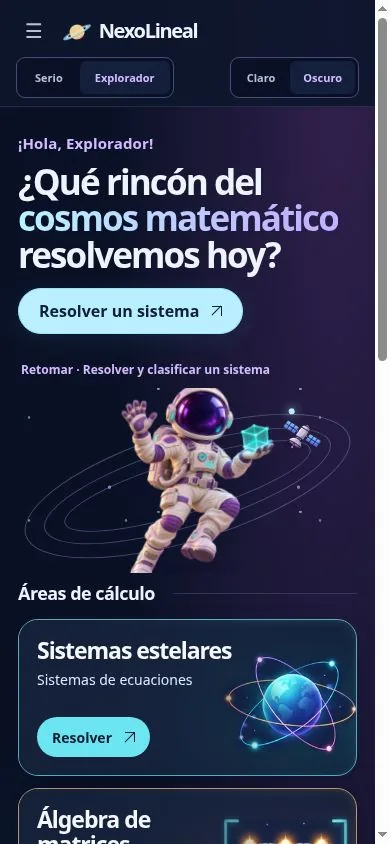 ☰ NexoLineal
Serio Explorador Claro Oscuro
¡Hola, Explorador!
¿Qué rincón del
cosmos matemático
resolvemos hoy?
Resolver un sistema
Retomar · Resolver y clasificar un sistema
Áreas de cálculo
Sistemas estelares
Sistemas de ecuaciones
Resolver
Álgebra de
matrices